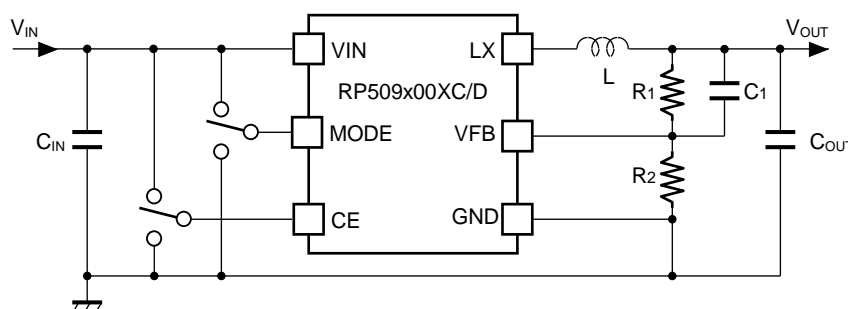 VIN
VIN
LX
VOUT
L
RP509x00XC/D
R1
C1
CIN
MODE
VFB
COUT
R2
CE
GND